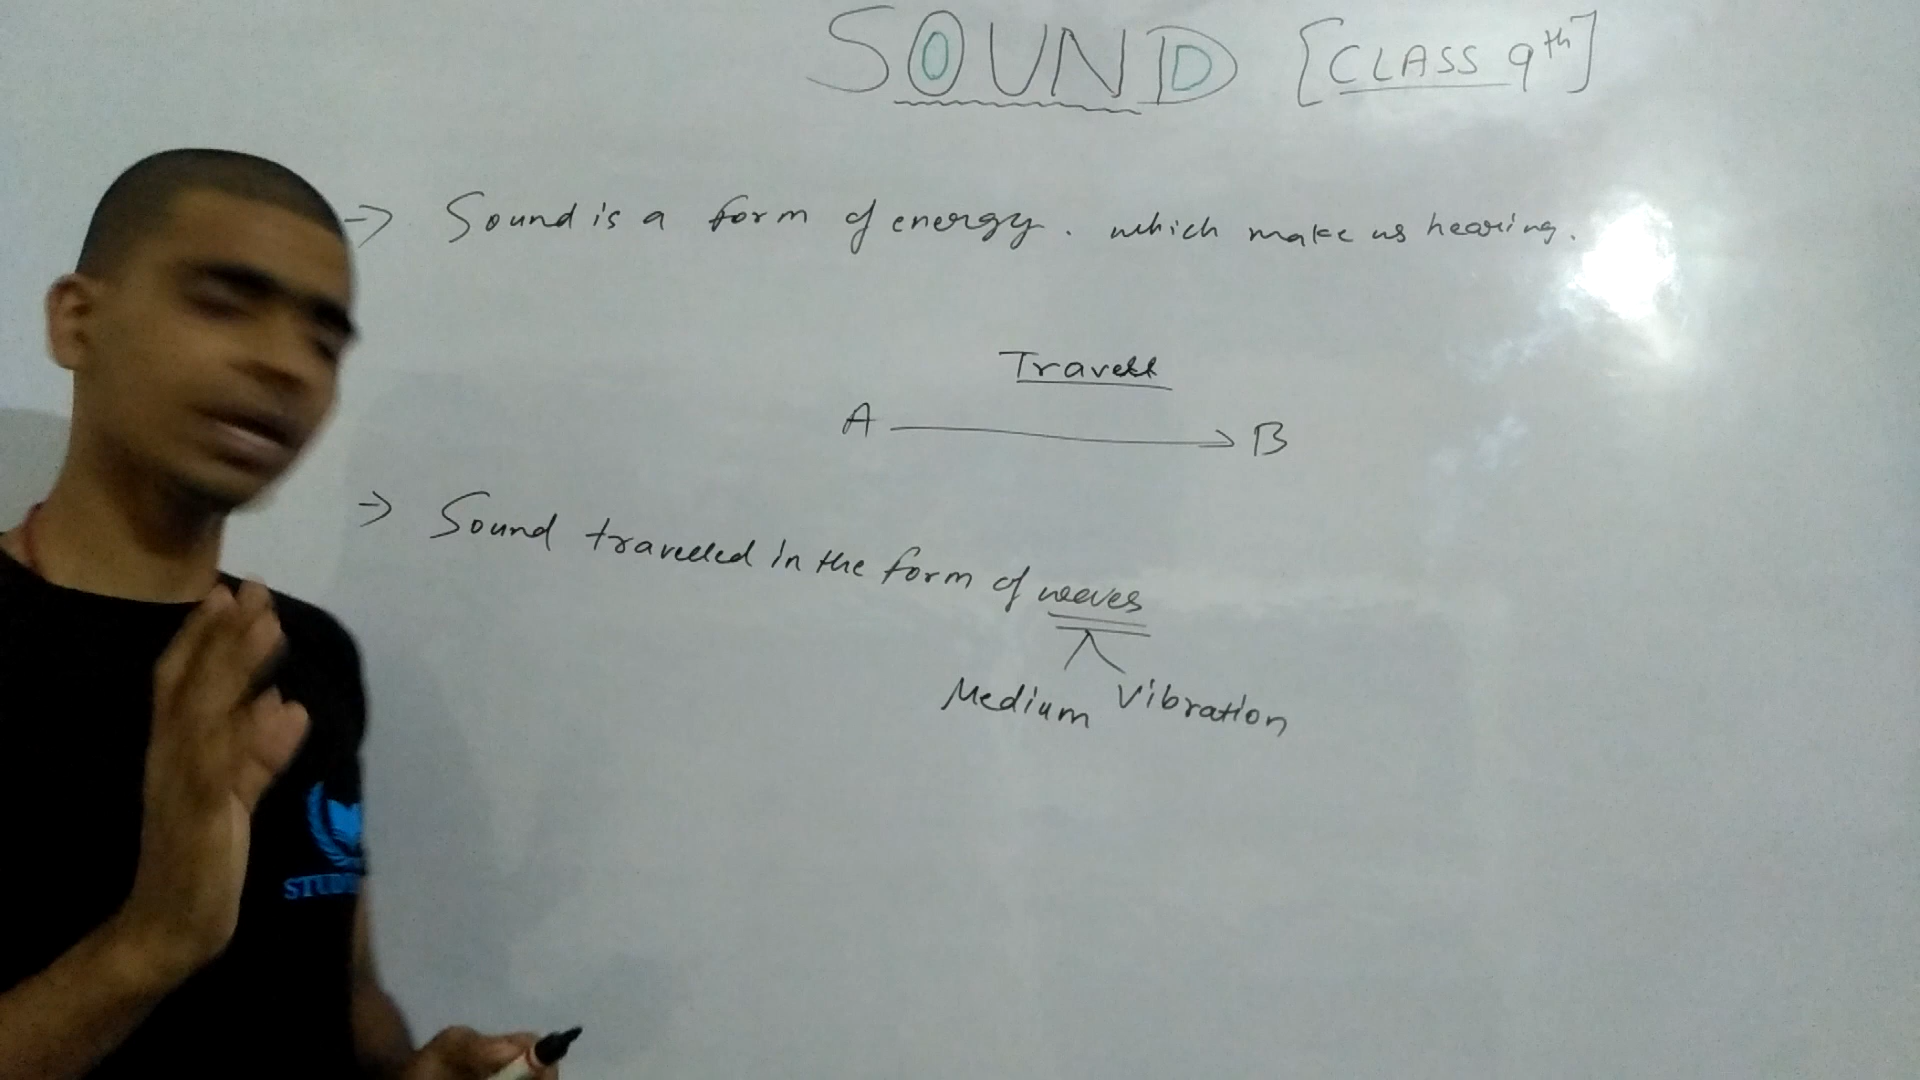 SOUND [CLASS 9th]
→ Sound is a form of energy. which make us hearing.
Travell
A → B
→ Sound travelled in the form of waves
Medium Vibration